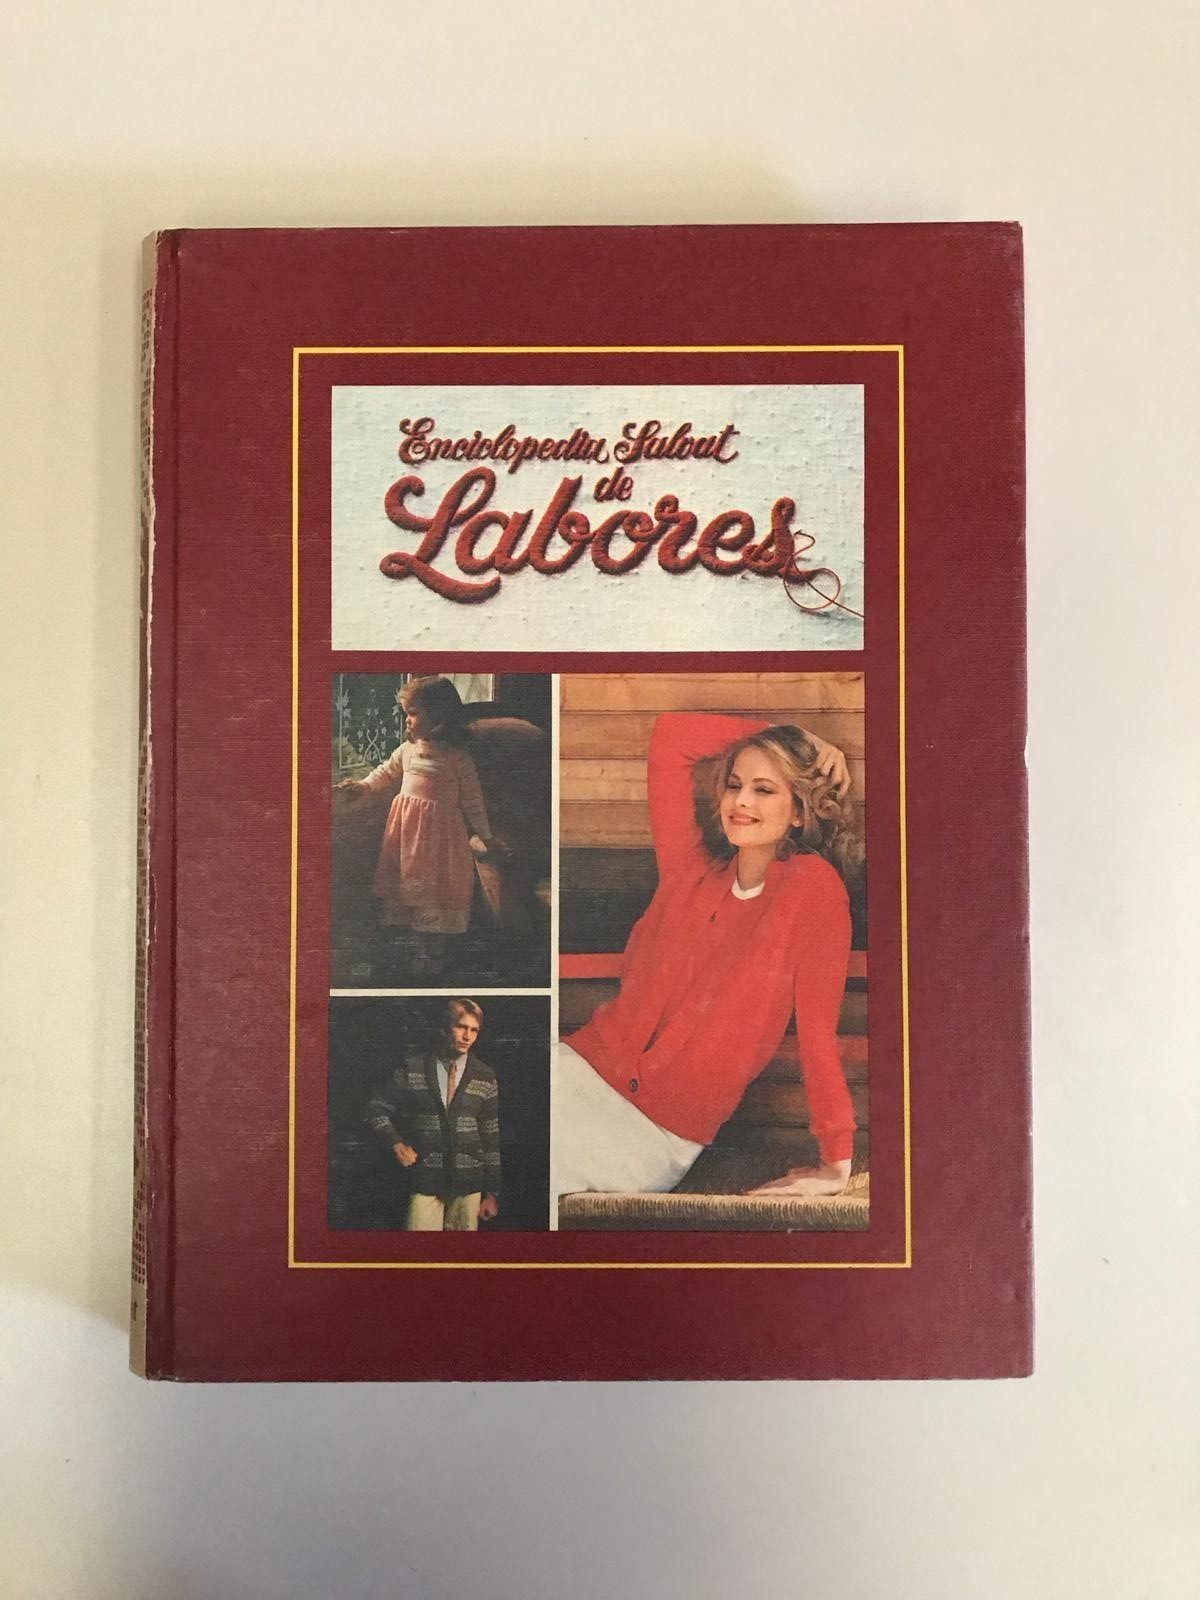 Enciclopedia Salvat
de
Labores